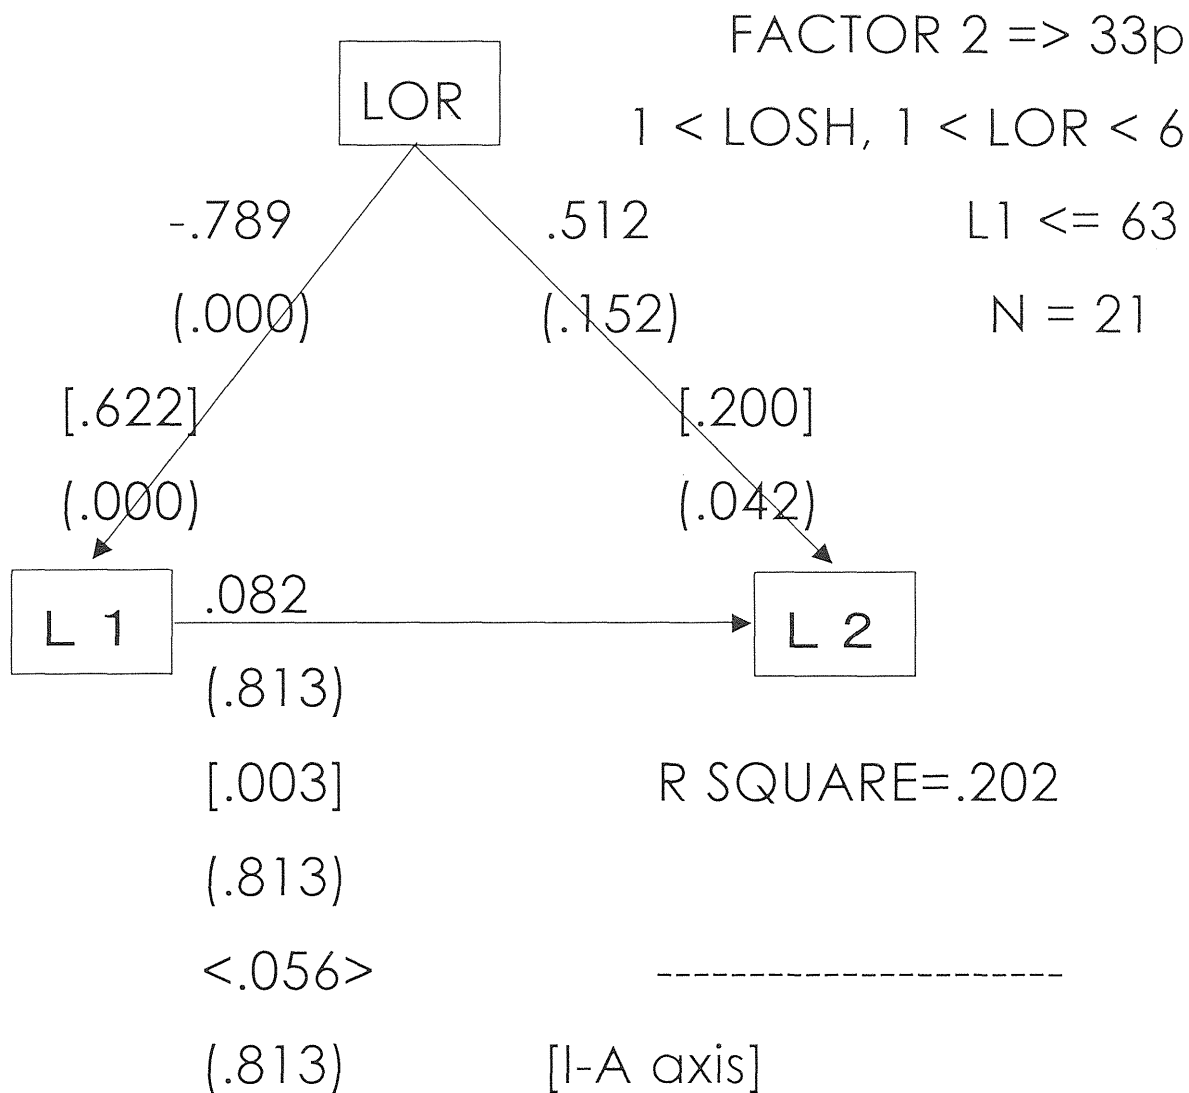 FACTOR 2 => 33p
LOR
1 < LOSH, 1 < LOR < 6
-.789
.512
L1 <= 63
(.000)
(.152)
N = 21
[.622]
[.200]
(.000)
(.042)
L 1
.082
L 2
(.813)
[.003]
R SQUARE=.202
(.813)
<.056>
----------------------
(.813)
[I-A axis]